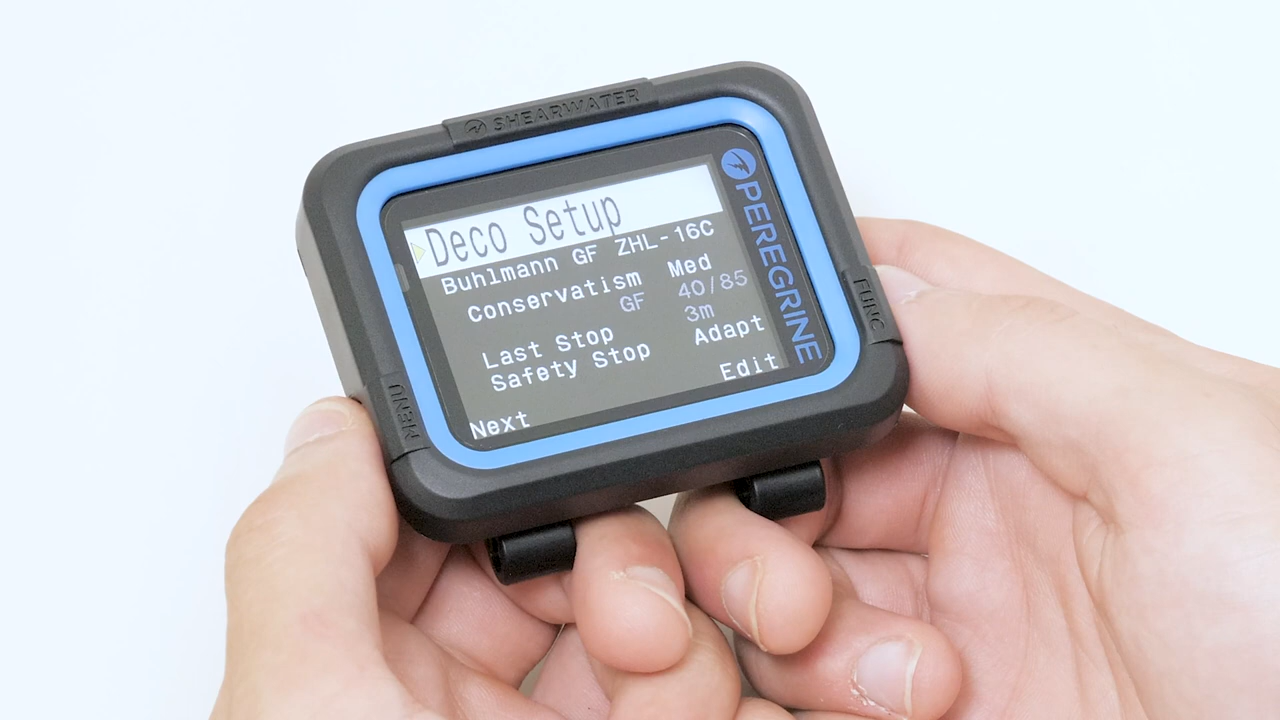 SHEARWATER
Deco Setup
Buhlmann GF ZHL-16C
Conservatism Med
GF 40/85
Last Stop 3m
Safety Stop Adapt
Next Edit
PEREGRINE
MENU
FUNC